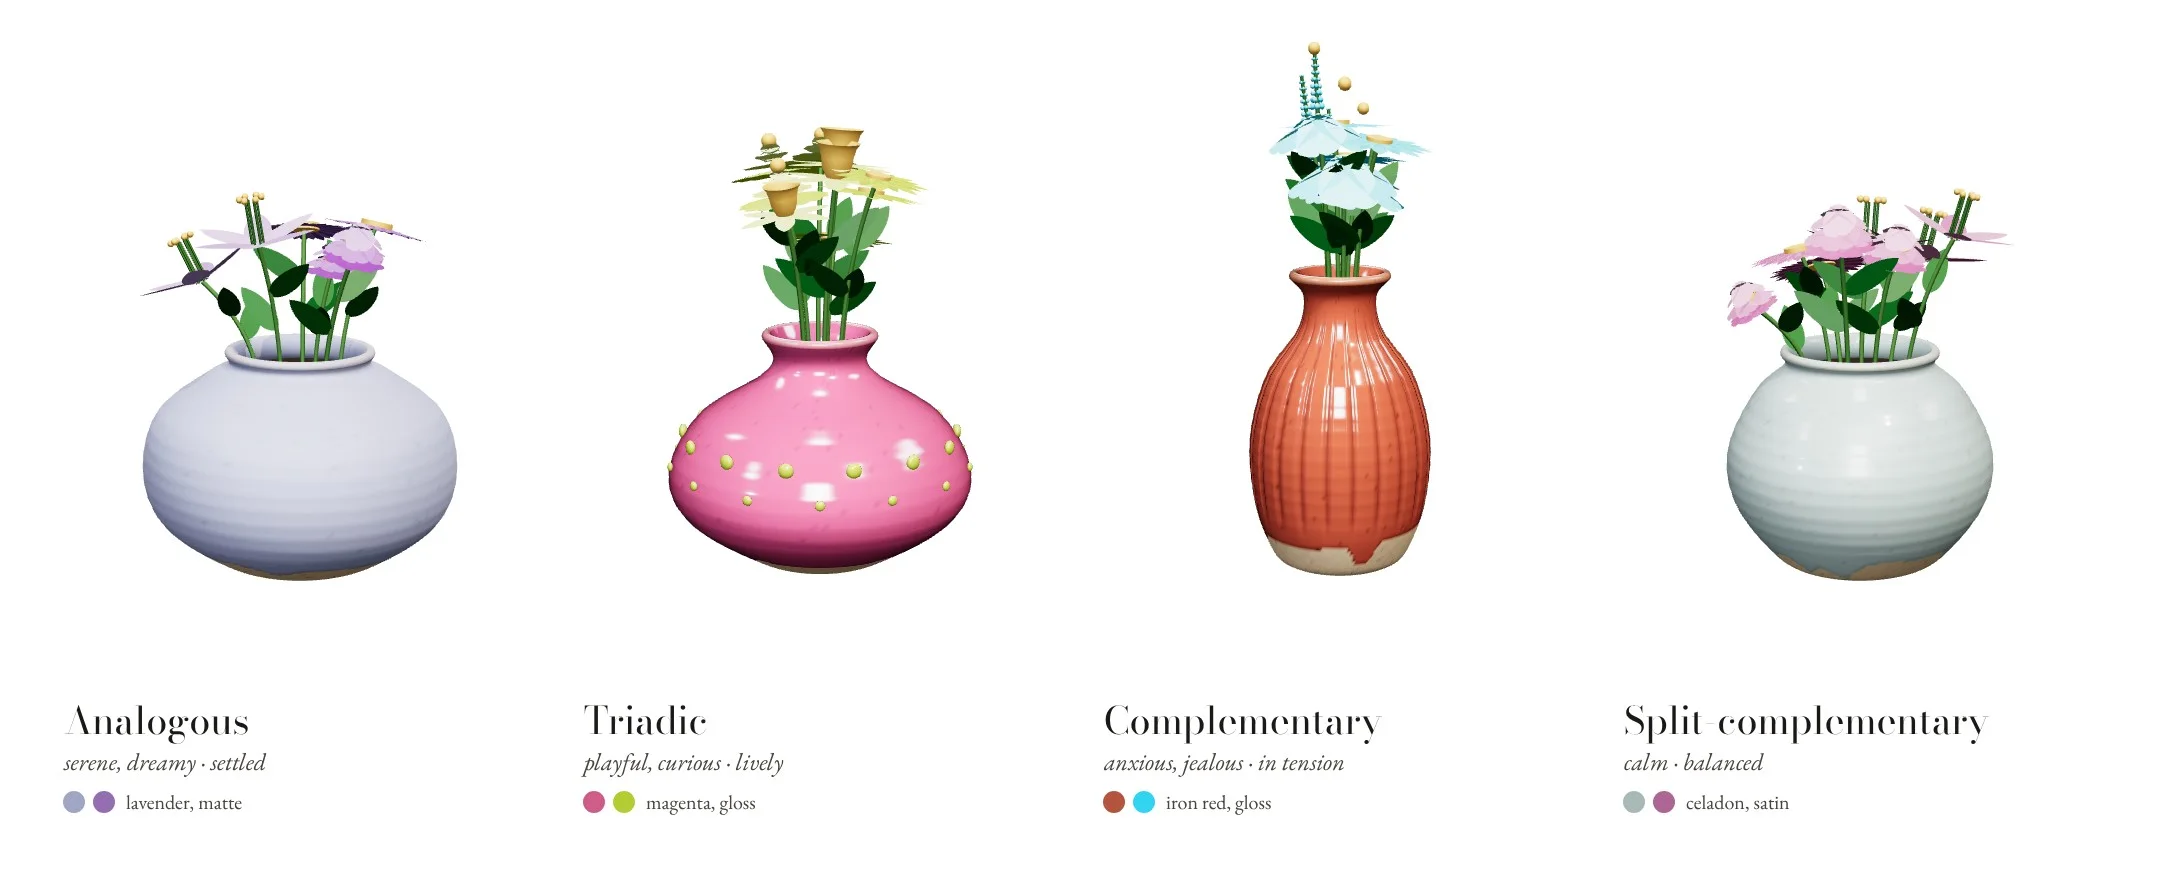 Analogous
serene, dreamy · settled
lavender, matte
Triadic
playful, curious · lively
magenta, gloss
Complementary
anxious, jealous · in tension
iron red, gloss
Split-complementary
calm · balanced
celadon, satin